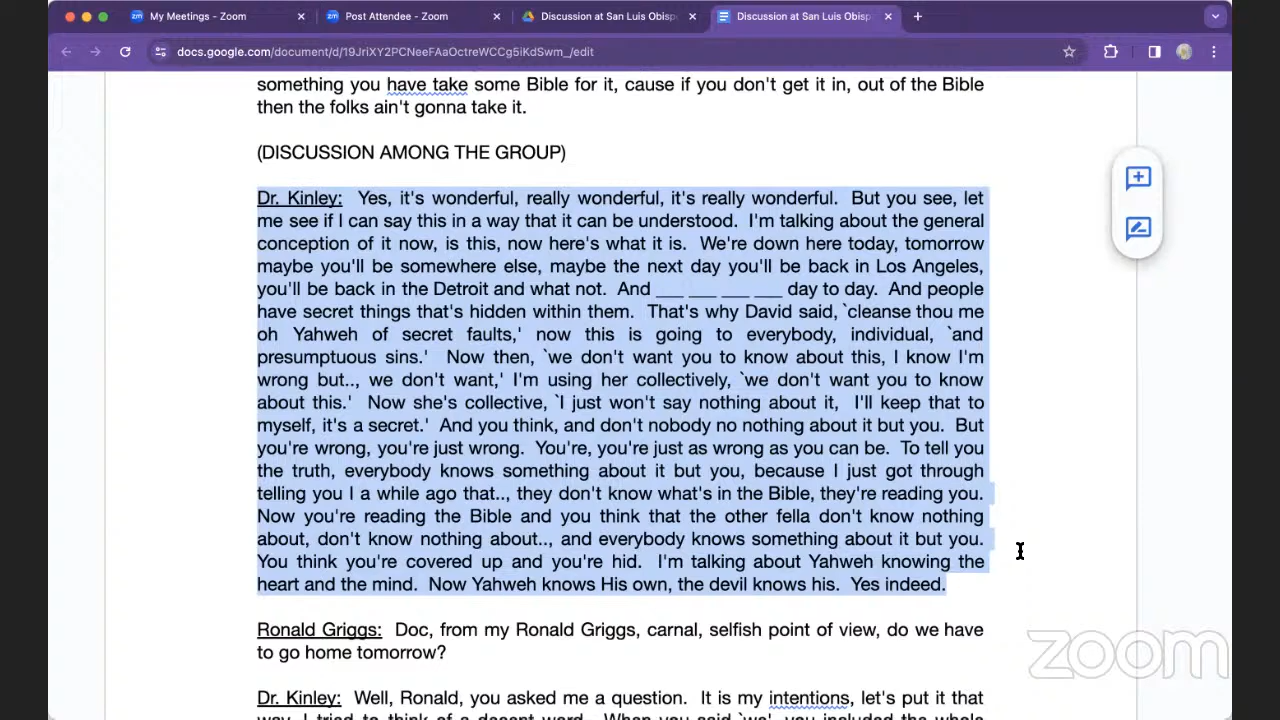 My Meetings - Zoom
Post Attendee - Zoom
Discussion at San Luis Obisp
Discussion at San Luis Obisp
docs.google.com/document/d/19JriXY2PCNeeFAaOctreWCCg5iKdSwm_/edit
something you have take some Bible for it, cause if you don't get it in, out of the Bible
then the folks ain't gonna take it.
(DISCUSSION AMONG THE GROUP)
Dr. Kinley: Yes, it's wonderful, really wonderful, it's really wonderful. But you see, let
me see if I can say this in a way that it can be understood. I'm talking about the general
conception of it now, is this, now here's what it is. We're down here today, tomorrow
maybe you'll be somewhere else, maybe the next day you'll be back in Los Angeles,
you'll be back in the Detroit and what not. And ___ ___ ___ ___ day to day. And people
have secret things that's hidden within them. That's why David said, `cleanse thou me
oh Yahweh of secret faults,' now this is going to everybody, individual, `and
presumptuous sins.' Now then, `we don't want you to know about this, I know I'm
wrong but.., we don't want,' I'm using her collectively, `we don't want you to know
about this.' Now she's collective, `I just won't say nothing about it, I'll keep that to
myself, it's a secret.' And you think, and don't nobody no nothing about it but you. But
you're wrong, you're just wrong. You're, you're just as wrong as you can be. To tell you
the truth, everybody knows something about it but you, because I just got through
telling you I a while ago that.., they don't know what's in the Bible, they're reading you.
Now you're reading the Bible and you think that the other fella don't know nothing
about, don't know nothing about.., and everybody knows something about it but you.
You think you're covered up and you're hid. I'm talking about Yahweh knowing the
heart and the mind. Now Yahweh knows His own, the devil knows his. Yes indeed.
Ronald Griggs: Doc, from my Ronald Griggs, carnal, selfish point of view, do we have
to go home tomorrow?
Dr. Kinley: Well, Ronald, you asked me a question. It is my intentions, let's put it that
way, I tried to think of a decent word. When you said `we', you included the whole
zoom